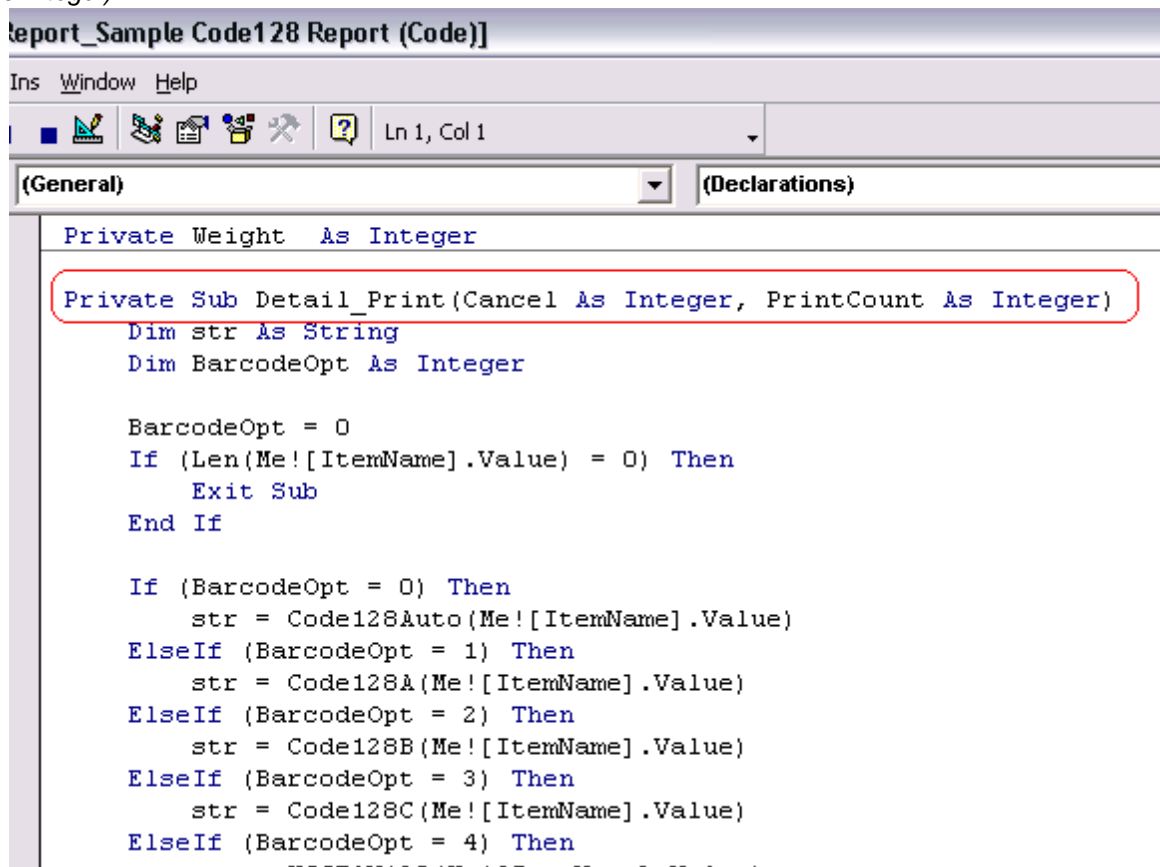 Report_Sample Code128 Report (Code)]
Ins Window Help
Ln 1, Col 1
(General) (Declarations)
Private Weight As Integer
Private Sub Detail_Print(Cancel As Integer, PrintCount As Integer)
Dim str As String
Dim BarcodeOpt As Integer
BarcodeOpt = 0
If (Len(Me![ItemName].Value) = 0) Then
Exit Sub
End If
If (BarcodeOpt = 0) Then
str = Code128Auto(Me![ItemName].Value)
ElseIf (BarcodeOpt = 1) Then
str = Code128A(Me![ItemName].Value)
ElseIf (BarcodeOpt = 2) Then
str = Code128B(Me![ItemName].Value)
ElseIf (BarcodeOpt = 3) Then
str = Code128C(Me![ItemName].Value)
ElseIf (BarcodeOpt = 4) Then